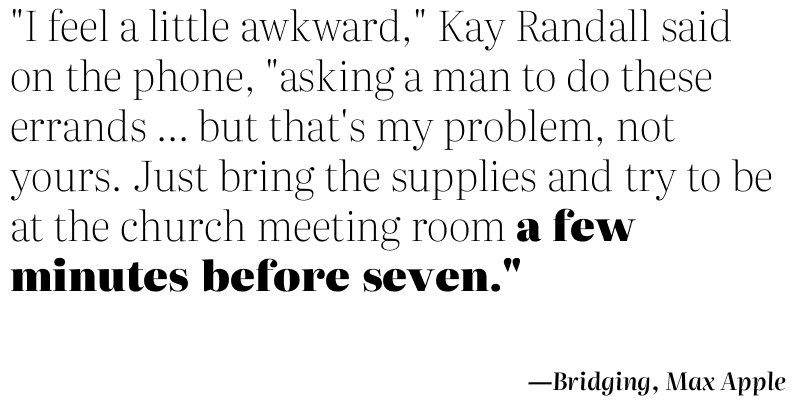 "I feel a little awkward," Kay Randall said
on the phone, "asking a man to do these
errands ... but that's my problem, not
yours. Just bring the supplies and try to be
at the church meeting room a few
minutes before seven."
—Bridging, Max Apple